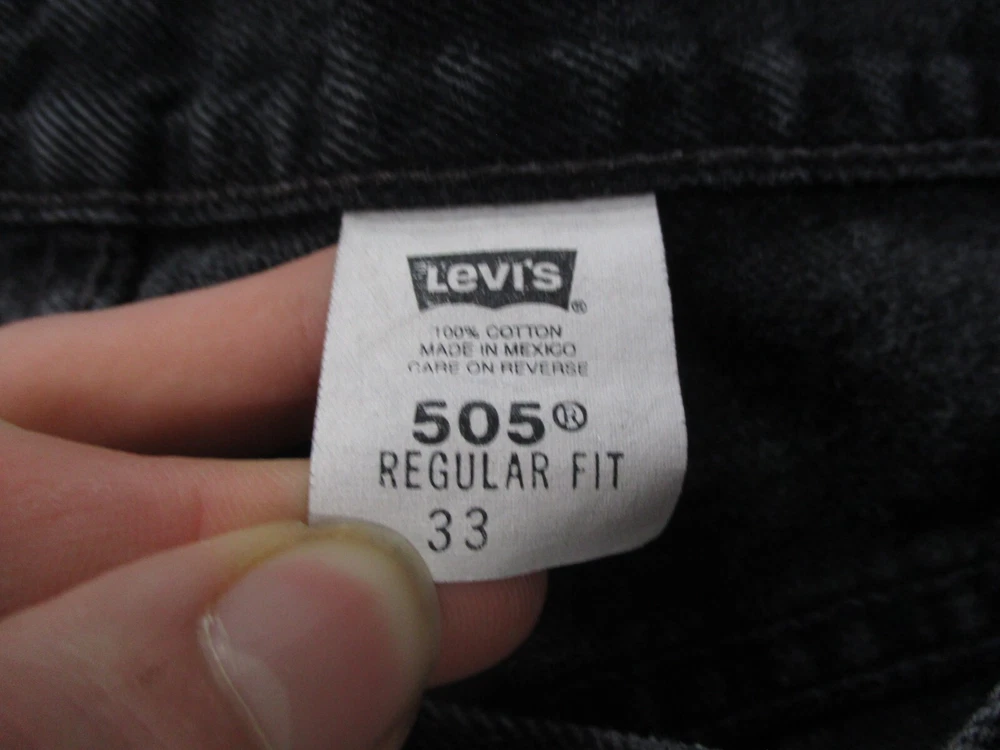 LEVI'S®
100% COTTON
MADE IN MEXICO
CARE ON REVERSE
505®
REGULAR FIT
33